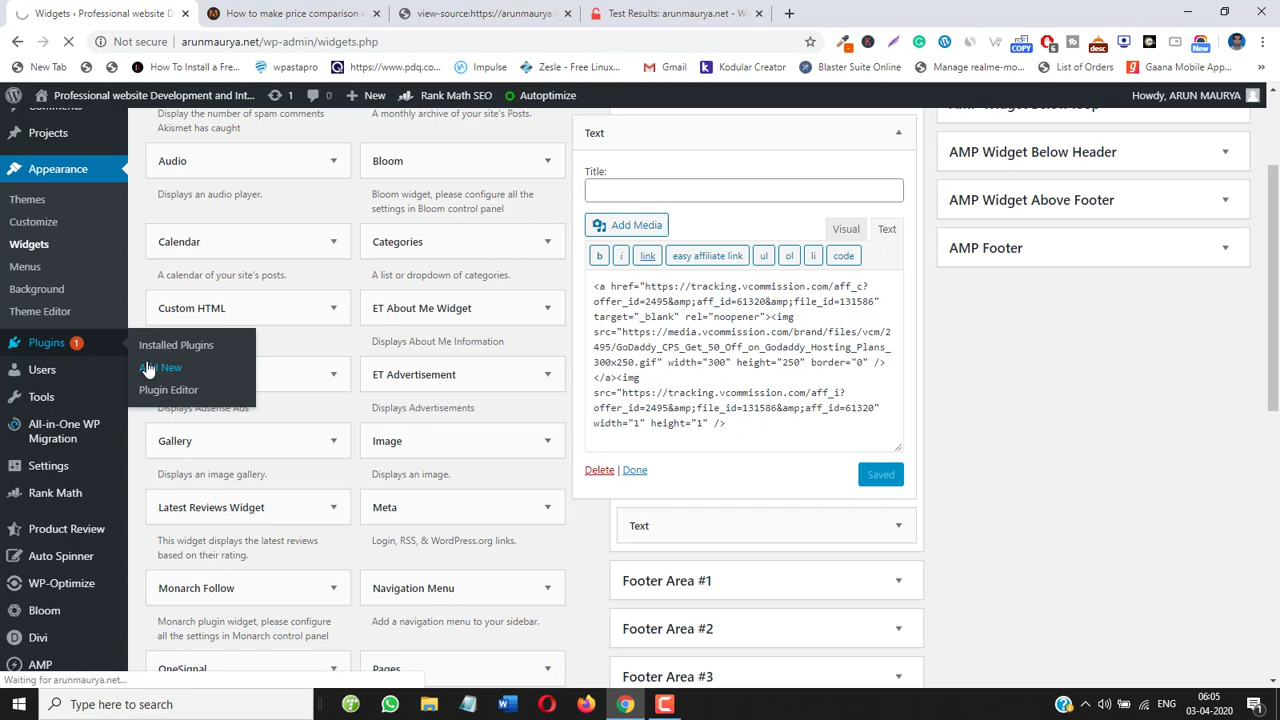 Widgets ‹ Professional website D
How to make price comparison w
view-source:https://arunmaurya.n
Test Results: arunmaurya.net - W
Not secure
arunmaurya.net/wp-admin/widgets.php
New Tab
How To Install a Fre...
wpastapro
https://www.pdq.co...
Impulse
Zesle - Free Linux...
Gmail
Kodular Creator
Blaster Suite Online
Manage realme-mo...
List of Orders
Gaana Mobile App...
Professional website Development and Int...
1
0
New
Rank Math SEO
Autoptimize
Howdy, ARUN MAURYA
Comments
Projects
Appearance
Themes
Customize
Widgets
Menus
Background
Theme Editor
Plugins 1
Installed Plugins
Add New
Plugin Editor
Users
Tools
All-in-One WP
Migration
Settings
Rank Math
Product Review
Auto Spinner
WP-Optimize
Bloom
Divi
AMP
Display the number of spam comments
Akismet has caught
A monthly archive of your site's Posts.
Audio
Displays an audio player.
Bloom
Bloom widget, please configure all the
settings in Bloom control panel
Calendar
A calendar of your site's posts.
Categories
A list or dropdown of categories.
Custom HTML
ET About Me Widget
Displays About Me Information
ET Advertisement
Displays Adsense Ads
Displays Advertisements
Gallery
Displays an image gallery.
Image
Displays an image.
Latest Reviews Widget
This widget displays the latest reviews
based on their rating.
Meta
Login, RSS, & WordPress.org links.
Monarch Follow
Monarch plugin widget, please configure
all the settings in Monarch control panel
Navigation Menu
Add a navigation menu to your sidebar.
OneSignal
Pages
Text
Title:
Add Media
Visual
Text
b
i
link
easy affiliate link
ul
ol
li
code
<a href="https://tracking.vcommission.com/aff_c?
offer_id=2495&amp;aff_id=61320&amp;file_id=131586"
target="_blank" rel="noopener"><img
src="https://media.vcommission.com/brand/files/vcm/2
495/GoDaddy_CPS_Get_50_Off_on_Godaddy_Hosting_Plans_
300x250.gif" width="300" height="250" border="0" />
</a><img
src="https://tracking.vcommission.com/aff_i?
offer_id=2495&amp;file_id=131586&amp;aff_id=61320"
width="1" height="1" />
Delete | Done
Saved
Text
Footer Area #1
Footer Area #2
Footer Area #3
AMP Widget Below loop
AMP Widget Below Header
AMP Widget Above Footer
AMP Footer
Waiting for arunmaurya.net...
Type here to search
ENG
06:05
03-04-2020